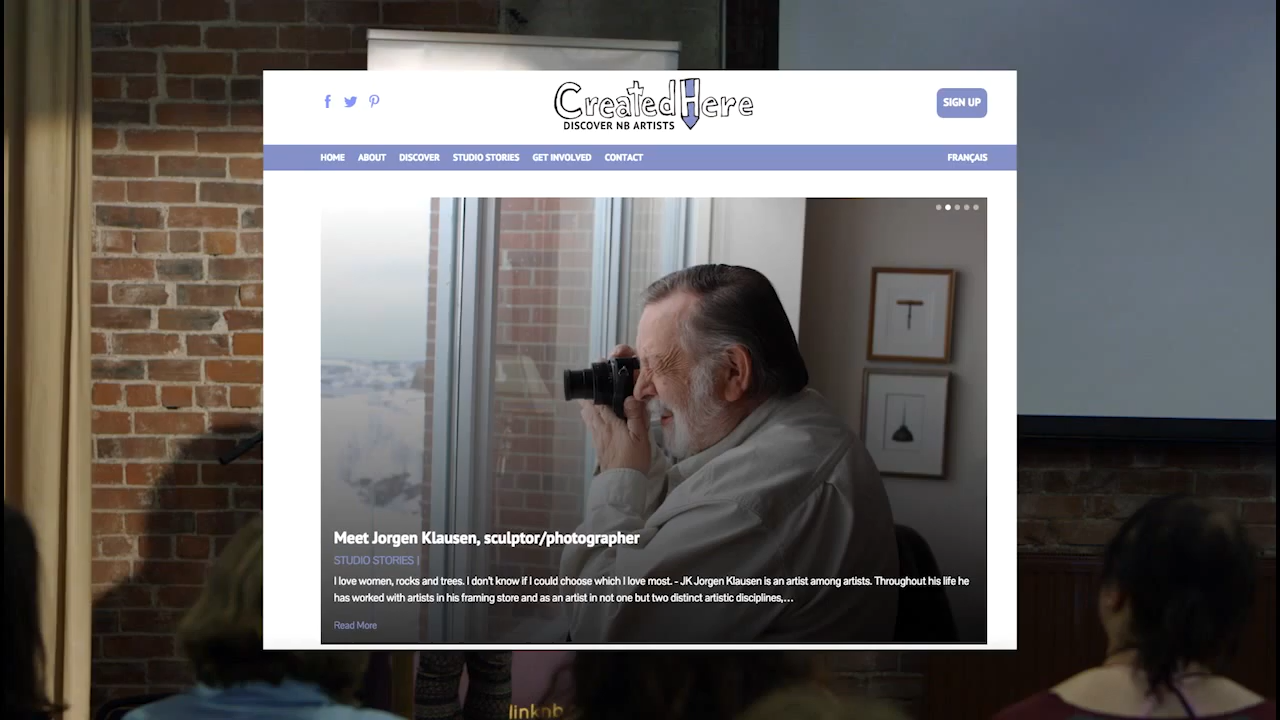 CreatedHere
DISCOVER NB ARTISTS
SIGN UP
HOME ABOUT DISCOVER STUDIO STORIES GET INVOLVED CONTACT FRANÇAIS
Meet Jorgen Klausen, sculptor/photographer
STUDIO STORIES |
I love women, rocks and trees. I don't know if I could choose which I love most. - JK Jorgen Klausen is an artist among artists. Throughout his life he
has worked with artists in his framing store and as an artist in not one but two distinct artistic disciplines,…
Read More
linknb